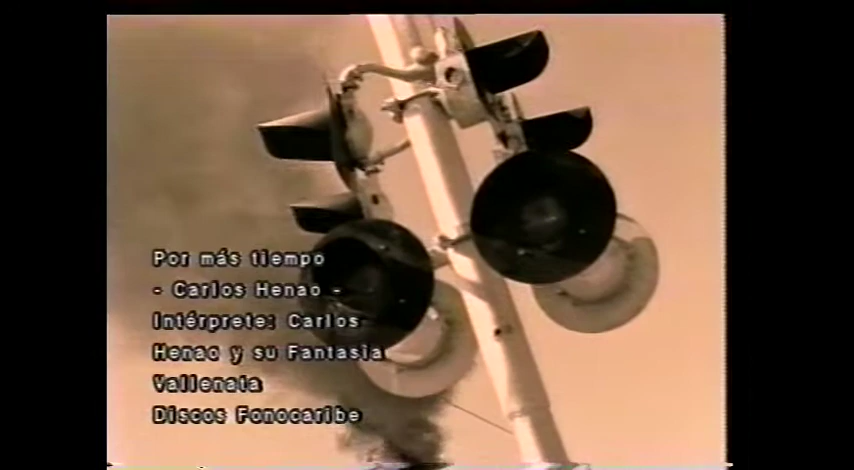 Por más tiempo
- Carlos Henao -
Intérprete: Carlos
Henao y su Fantasía
Vallenata
Discos Fonocaribe